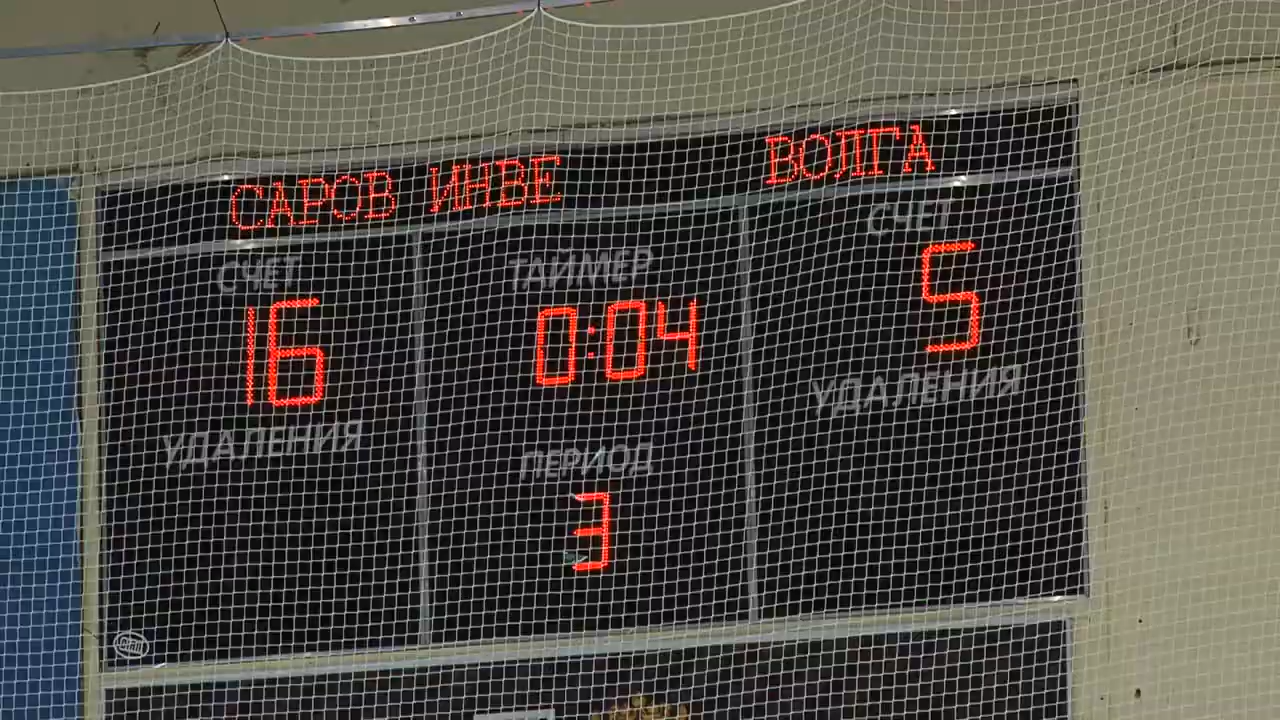 САРОВ ИНВЕ ВОЛГА
СЧЕТ ТАЙМЕР СЧЕТ
16 0:04 5
УДАЛЕНИЯ ПЕРИОД УДАЛЕНИЯ
3